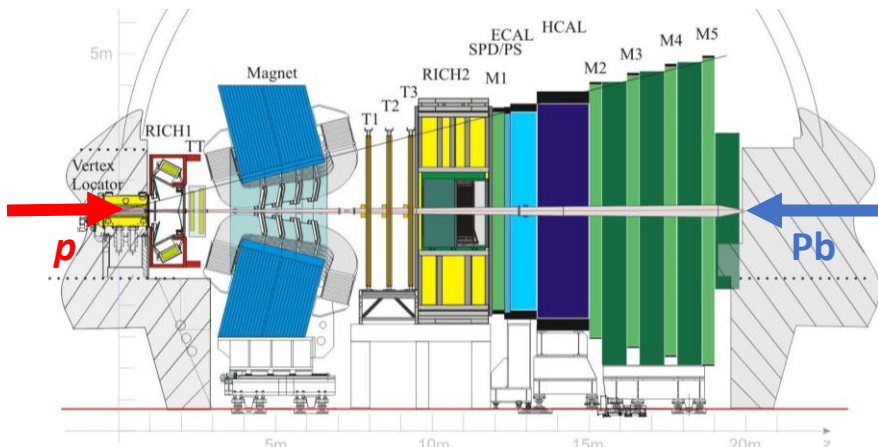 5m
Magnet
RICH1
TT
Vertex
Locator
p
T1
T2
T3
RICH2
SPD/PS
ECAL
HCAL
M1
M2
M3
M4
M5
Pb
5m
10m
15m
20m
z